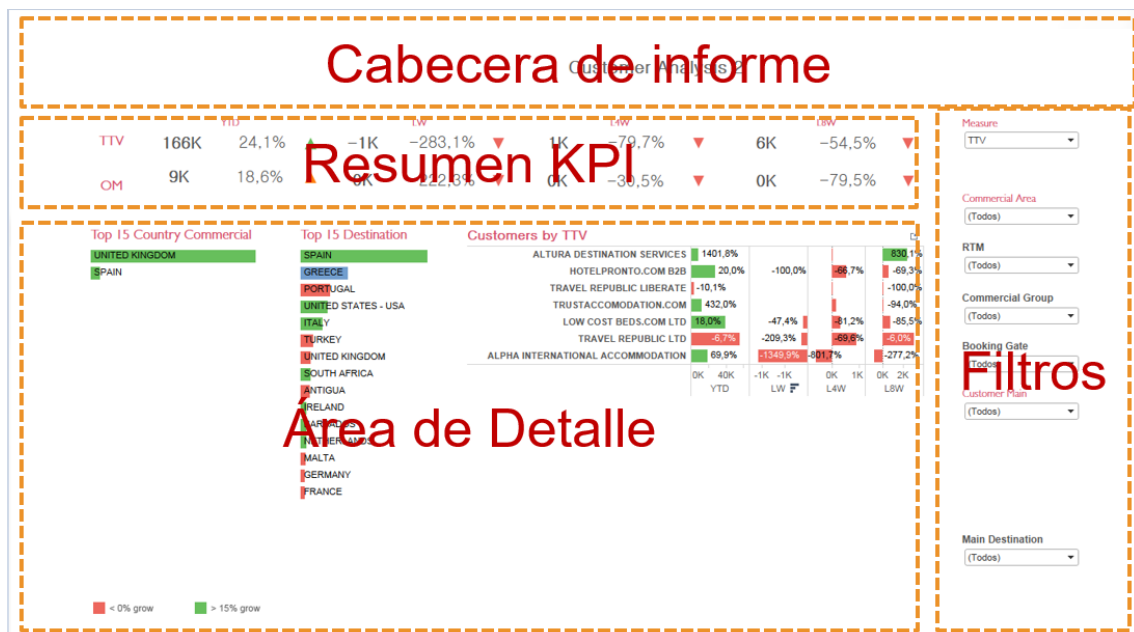 Cabecera de informe
Customer Analysis 2
YTD LW L4W L8W
TTV 166K 24,1% -1K -283,1% 1K -79,7% 6K -54,5%
Resumen KPI
OM 9K 18,6% 0K -222,3% 0K -30,5% 0K -79,5%
Measure
TTV
Commercial Area
(Todos)
RTM
(Todos)
Commercial Group
(Todos)
Booking Gate
(Todos)
Filtros
Customer Main
(Todos)
Main Destination
(Todos)
Top 15 Country Commercial
UNITED KINGDOM
SPAIN
Top 15 Destination
SPAIN
GREECE
PORTUGAL
UNITED STATES - USA
ITALY
TURKEY
UNITED KINGDOM
SOUTH AFRICA
ANTIGUA
IRELAND
BARBADOS
NETHERLANDS
MALTA
GERMANY
FRANCE
Área de Detalle
Customers by TTV
ALTURA DESTINATION SERVICES 1401,8% 830,1%
HOTELPRONTO.COM B2B 20,0% -100,0% -66,7% -69,3%
TRAVEL REPUBLIC LIBERATE -10,1% -100,0%
TRUSTACCOMODATION.COM 432,0% -94,0%
LOW COST BEDS.COM LTD 18,0% -47,4% -81,2% -85,5%
TRAVEL REPUBLIC LTD -6,7% -209,3% -69,6% -6,0%
ALPHA INTERNATIONAL ACCOMMODATION 69,9% -1349,9% -801,7% -277,2%
0K 40K -1K -1K 0K 1K 0K 2K
YTD LW L4W L8W
< 0% grow > 15% grow